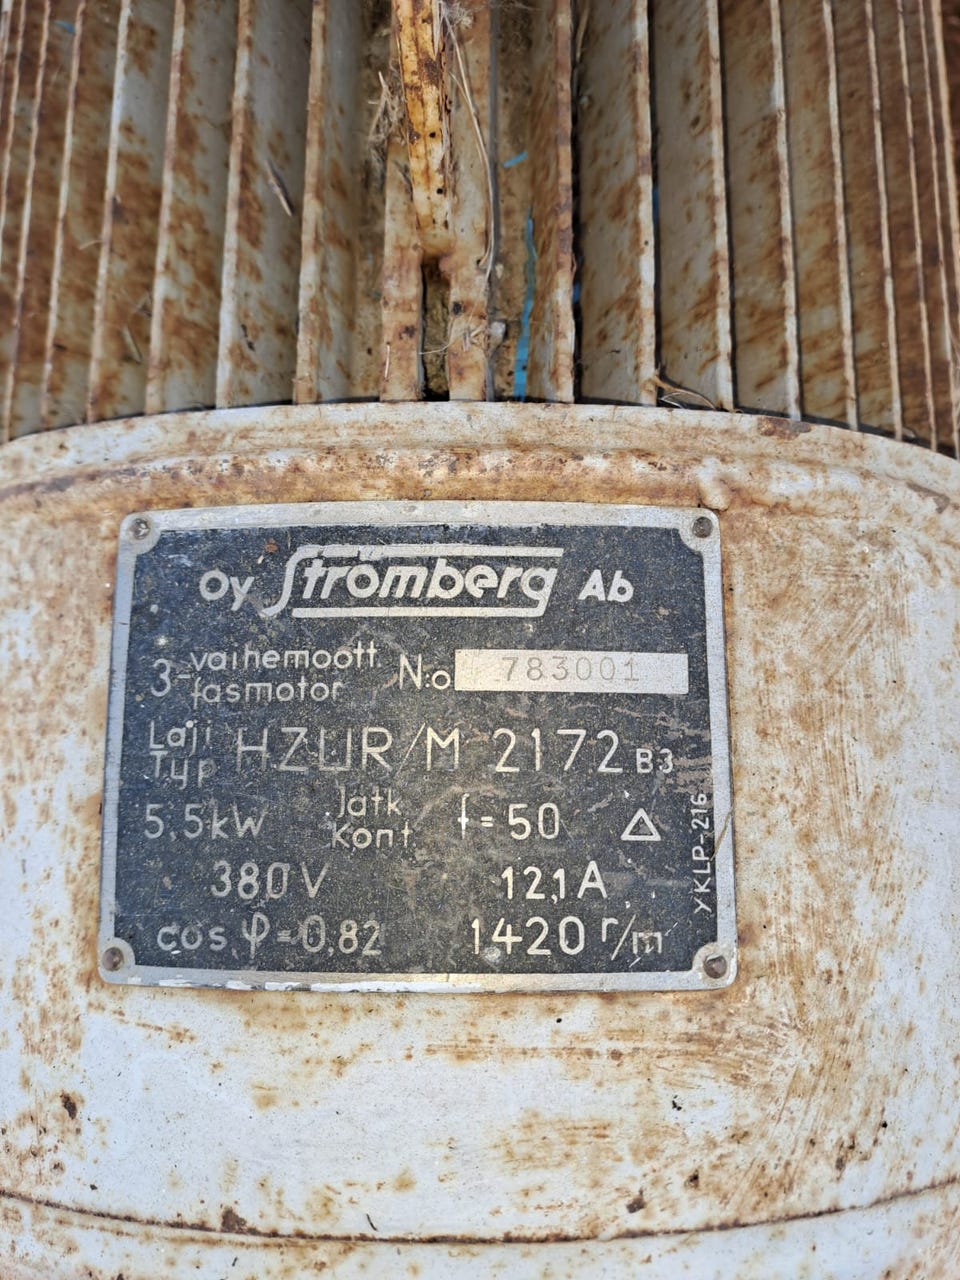 Oy Strömberg Ab
3-vaihemoott. N:o 783001
fasmotor
Laji HZUR/M 2172 B3
Typ
5,5kW jatk f=50 △
kont.
380V 12,1A
cos φ=0,82 1420 r/m
YKLP-216